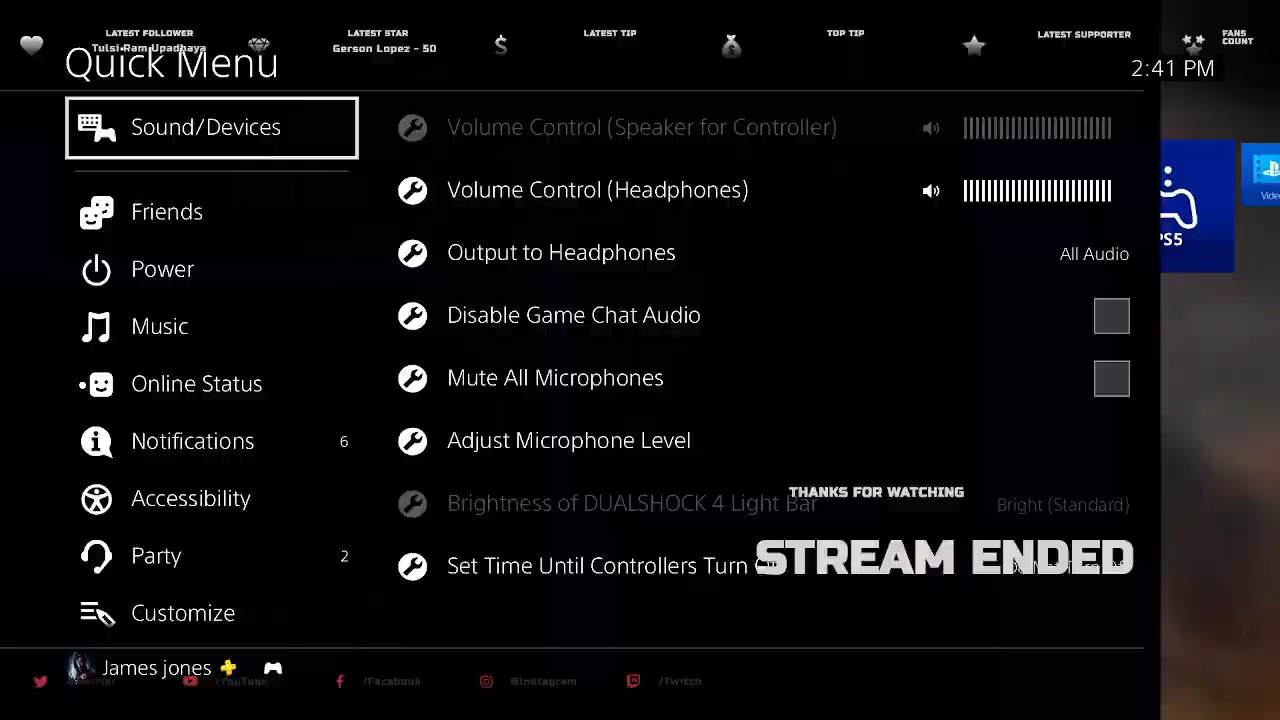 LATEST FOLLOWER
Tulsi Ram Upadhaya
LATEST STAR
Gerson Lopez - 50
LATEST TIP
TOP TIP
LATEST SUPPORTER
FANS
COUNT
Quick Menu
2:41 PM
Sound/Devices
Friends
Power
Music
Online Status
Notifications 6
Accessibility
Party 2
Customize
Volume Control (Speaker for Controller)
Volume Control (Headphones)
Output to Headphones All Audio
Disable Game Chat Audio
Mute All Microphones
Adjust Microphone Level
Brightness of DUALSHOCK 4 Light Bar Bright (Standard)
Set Time Until Controllers Turn
THANKS FOR WATCHING
STREAM ENDED
PS5
James jones
/YouTube
/Facebook
@Instagram
/Twitch